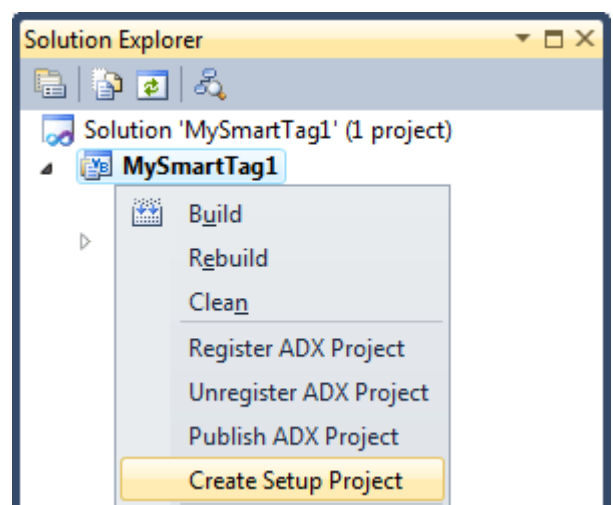 Solution Explorer
Solution 'MySmartTag1' (1 project)
VB MySmartTag1
Build
Rebuild
Clean
Register ADX Project
Unregister ADX Project
Publish ADX Project
Create Setup Project